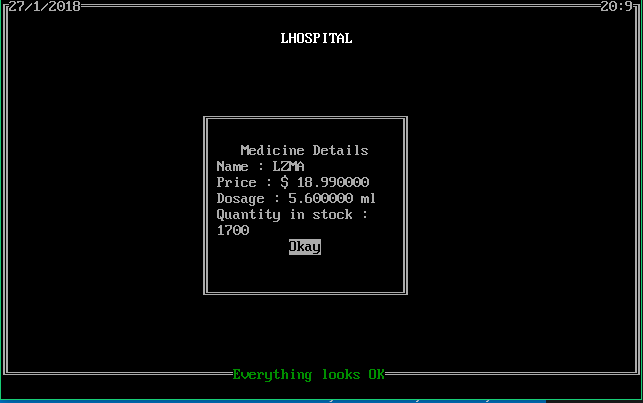 27/1/2018 20:9
LHOSPITAL
Medicine Details
Name : LZMA
Price : $ 18.990000
Dosage : 5.600000 ml
Quantity in stock :
1700
Okay
Everything looks OK